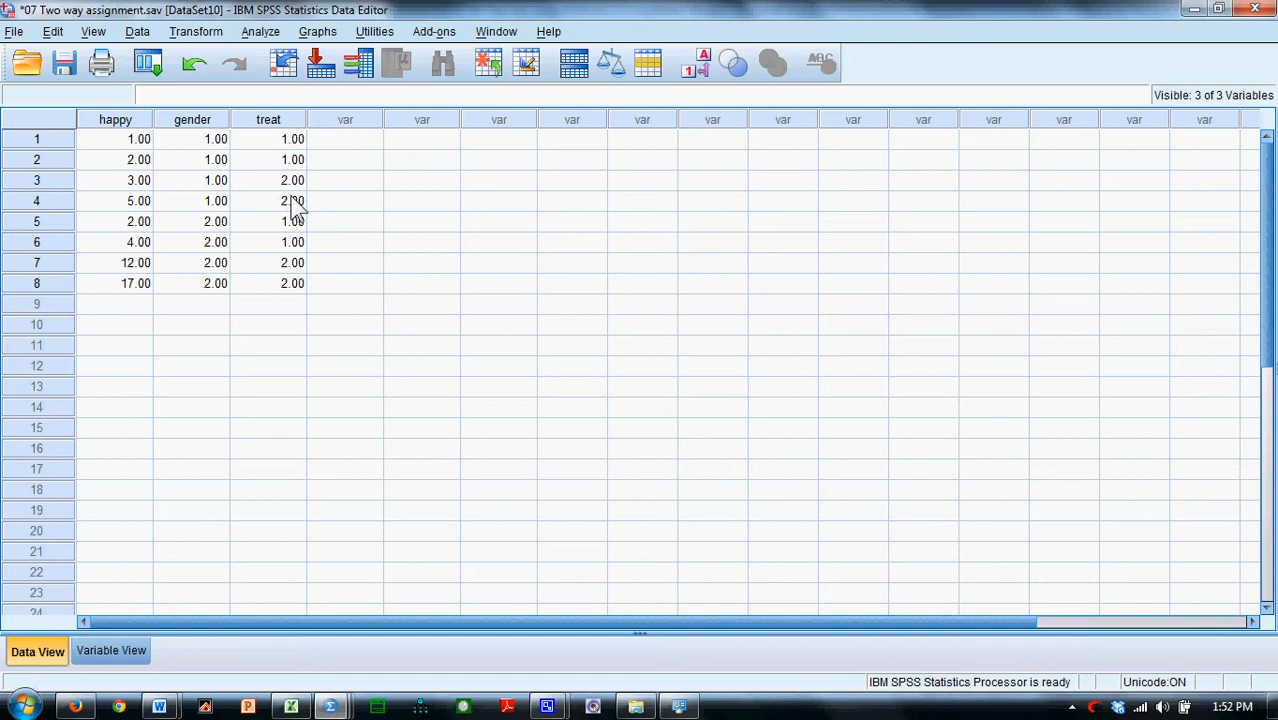 *07 Two way assignment.sav [DataSet10] - IBM SPSS Statistics Data Editor
File Edit View Data Transform Analyze Graphs Utilities Add-ons Window Help
Visible: 3 of 3 Variables
happy gender treat var var var var var var var var var var var var
1 1.00 1.00 1.00
2 2.00 1.00 1.00
3 3.00 1.00 2.00
4 5.00 1.00 2.00
5 2.00 2.00 1.00
6 4.00 2.00 1.00
7 12.00 2.00 2.00
8 17.00 2.00 2.00
9
10
11
12
13
14
15
16
17
18
19
20
21
22
23
24
Data View Variable View
IBM SPSS Statistics Processor is ready Unicode:ON
1:52 PM